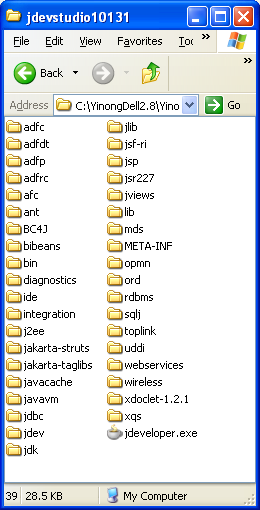 jdevstudio10131
File Edit View Favorites Too »
Back »
Address C:\YinongDell2.8\Yino Go
adfc
adfdt
adfp
adfrc
afc
ant
BC4J
bibeans
bin
diagnostics
ide
integration
j2ee
jakarta-struts
jakarta-taglibs
javacache
javavm
jdbc
jdev
jdk
jlib
jsf-ri
jsp
jsr227
jviews
lib
mds
META-INF
opmn
ord
rdbms
sqlj
toplink
uddi
webservices
wireless
xdoclet-1.2.1
xqs
jdeveloper.exe
39 28.5 KB My Computer